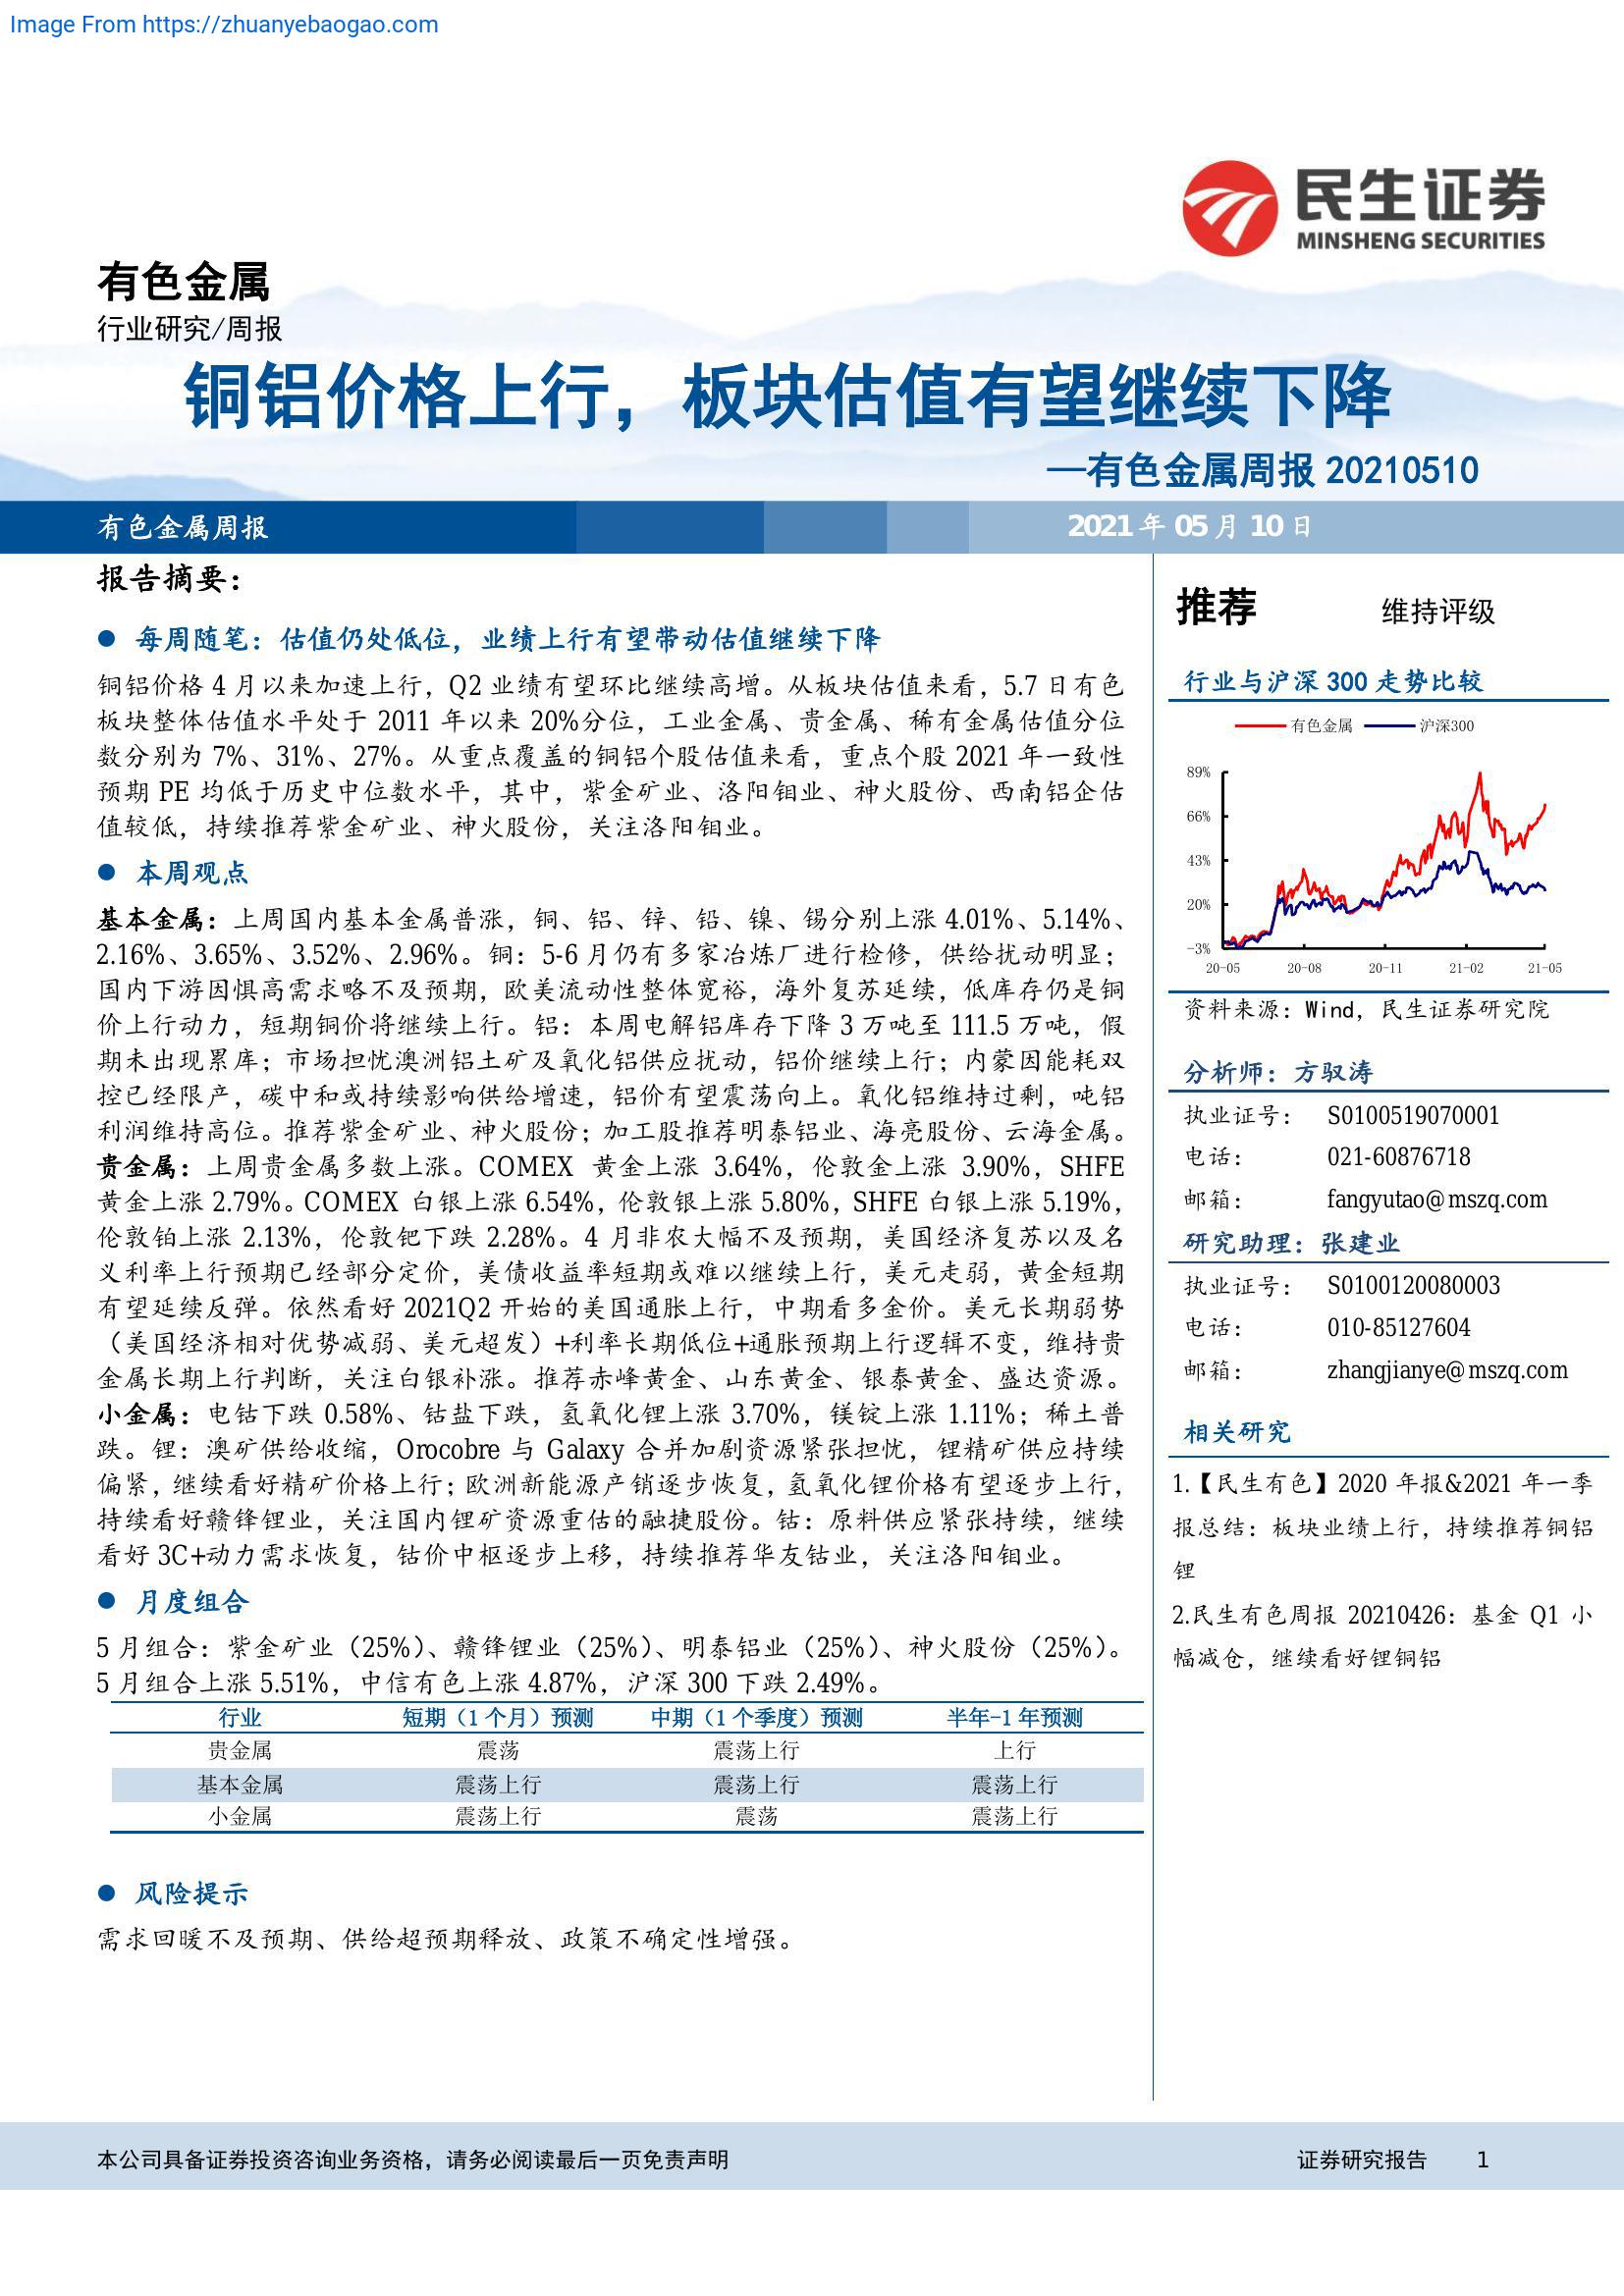 Image From https://zhuanyebaogao.com
民生证券
MINSHENG SECURITIES
有色金属
行业研究/周报
铜铝价格上行，板块估值有望继续下降
—有色金属周报 20210510
有色金属周报
2021 年 05 月 10 日
报告摘要：
● 每周随笔：估值仍处低位，业绩上行有望带动估值继续下降
铜铝价格 4 月以来加速上行，Q2 业绩有望环比继续高增。从板块估值来看，5.7 日有色
板块整体估值水平处于 2011 年以来 20%分位，工业金属、贵金属、稀有金属估值分位
数分别为 7%、31%、27%。从重点覆盖的铜铝个股估值来看，重点个股 2021 年一致性
预期 PE 均低于历史中位数水平，其中，紫金矿业、洛阳钼业、神火股份、西南铝企估
值较低，持续推荐紫金矿业、神火股份，关注洛阳钼业。
● 本周观点
基本金属：上周国内基本金属普涨，铜、铝、锌、铅、镍、锡分别上涨 4.01%、5.14%、
2.16%、3.65%、3.52%、2.96%。铜：5-6 月仍有多家冶炼厂进行检修，供给扰动明显；
国内下游因惧高需求略不及预期，欧美流动性整体宽裕，海外复苏延续，低库存仍是铜
价上行动力，短期铜价将继续上行。铝：本周电解铝库存下降 3 万吨至 111.5 万吨，假
期未出现累库；市场担忧澳洲铝土矿及氧化铝供应扰动，铝价继续上行；内蒙因能耗双
控已经限产，碳中和或持续影响供给增速，铝价有望震荡向上。氧化铝维持过剩，吨铝
利润维持高位。推荐紫金矿业、神火股份；加工股推荐明泰铝业、海亮股份、云海金属。
贵金属：上周贵金属多数上涨。COMEX 黄金上涨 3.64%，伦敦金上涨 3.90%，SHFE
黄金上涨 2.79%。COMEX 白银上涨 6.54%，伦敦银上涨 5.80%，SHFE 白银上涨 5.19%，
伦敦铂上涨 2.13%，伦敦钯下跌 2.28%。4 月非农大幅不及预期，美国经济复苏以及名
义利率上行预期已经部分定价，美债收益率短期或难以继续上行，美元走弱，黄金短期
有望延续反弹。依然看好 2021Q2 开始的美国通胀上行，中期看多金价。美元长期弱势
（美国经济相对优势减弱、美元超发）+利率长期低位+通胀预期上行逻辑不变，维持贵
金属长期上行判断，关注白银补涨。推荐赤峰黄金、山东黄金、银泰黄金、盛达资源。
小金属：电钴下跌 0.58%、钴盐下跌，氢氧化锂上涨 3.70%，镁锭上涨 1.11%；稀土普
跌。锂：澳矿供给收缩，Orocobre 与 Galaxy 合并加剧资源紧张担忧，锂精矿供应持续
偏紧，继续看好精矿价格上行；欧洲新能源产销逐步恢复，氢氧化锂价格有望逐步上行，
持续看好赣锋锂业，关注国内锂矿资源重估的融捷股份。钴：原料供应紧张持续，继续
看好 3C+动力需求恢复，钴价中枢逐步上移，持续推荐华友钴业，关注洛阳钼业。
● 月度组合
5 月组合：紫金矿业（25%）、赣锋锂业（25%）、明泰铝业（25%）、神火股份（25%）。
5 月组合上涨 5.51%，中信有色上涨 4.87%，沪深 300 下跌 2.49%。
行业 短期（1 个月）预测 中期（1 个季度）预测 半年-1 年预测
贵金属 震荡 震荡上行 上行
基本金属 震荡上行 震荡上行 震荡上行
小金属 震荡上行 震荡 震荡上行
● 风险提示
需求回暖不及预期、供给超预期释放、政策不确定性增强。
推荐 维持评级
行业与沪深 300 走势比较
有色金属 沪深300
89%
66%
43%
20%
-3%
20-05 20-08 20-11 21-02 21-05
资料来源：Wind，民生证券研究院
分析师：方驭涛
执业证号： S0100519070001
电话： 021-60876718
邮箱： fangyutao@mszq.com
研究助理：张建业
执业证号： S0100120080003
电话： 010-85127604
邮箱： zhangjianye@mszq.com
相关研究
1.【民生有色】2020 年报&2021 年一季
报总结：板块业绩上行，持续推荐铜铝
锂
2.民生有色周报 20210426：基金 Q1 小
幅减仓，继续看好锂铜铝
本公司具备证券投资咨询业务资格，请务必阅读最后一页免责声明
证券研究报告 1